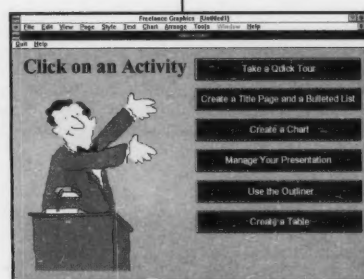 Freelance Graphics - [Untitled1]
File Edit View Page Style Text Chart Arrange Tools Window Help
Quit Help
Click on an Activity
Take a Quick Tour
Create a Title Page and a Bulleted List
Create a Chart
Manage Your Presentation
Use the Outliner
Create a Table